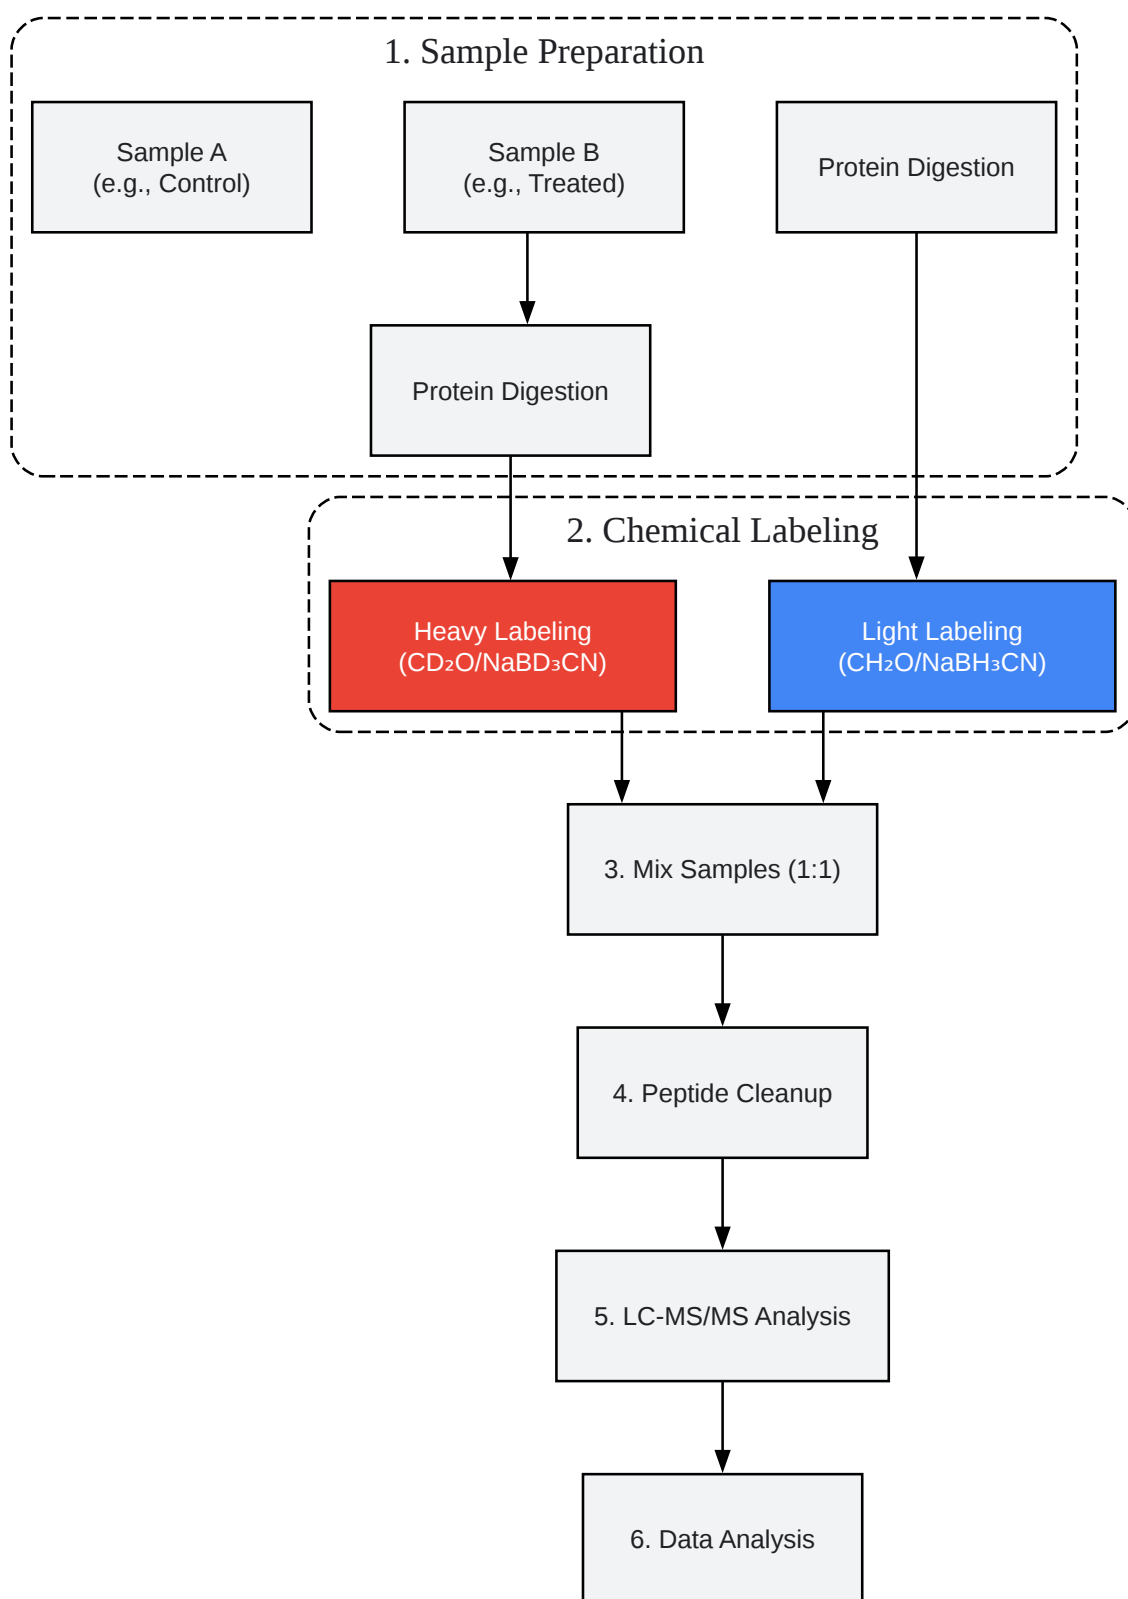 1. Sample Preparation
Sample A
(e.g., Control)
Sample B
(e.g., Treated)
Protein Digestion
Protein Digestion
2. Chemical Labeling
Heavy Labeling
(CD₂O/NaBD₃CN)
Light Labeling
(CH₂O/NaBH₃CN)
3. Mix Samples (1:1)
4. Peptide Cleanup
5. LC-MS/MS Analysis
6. Data Analysis